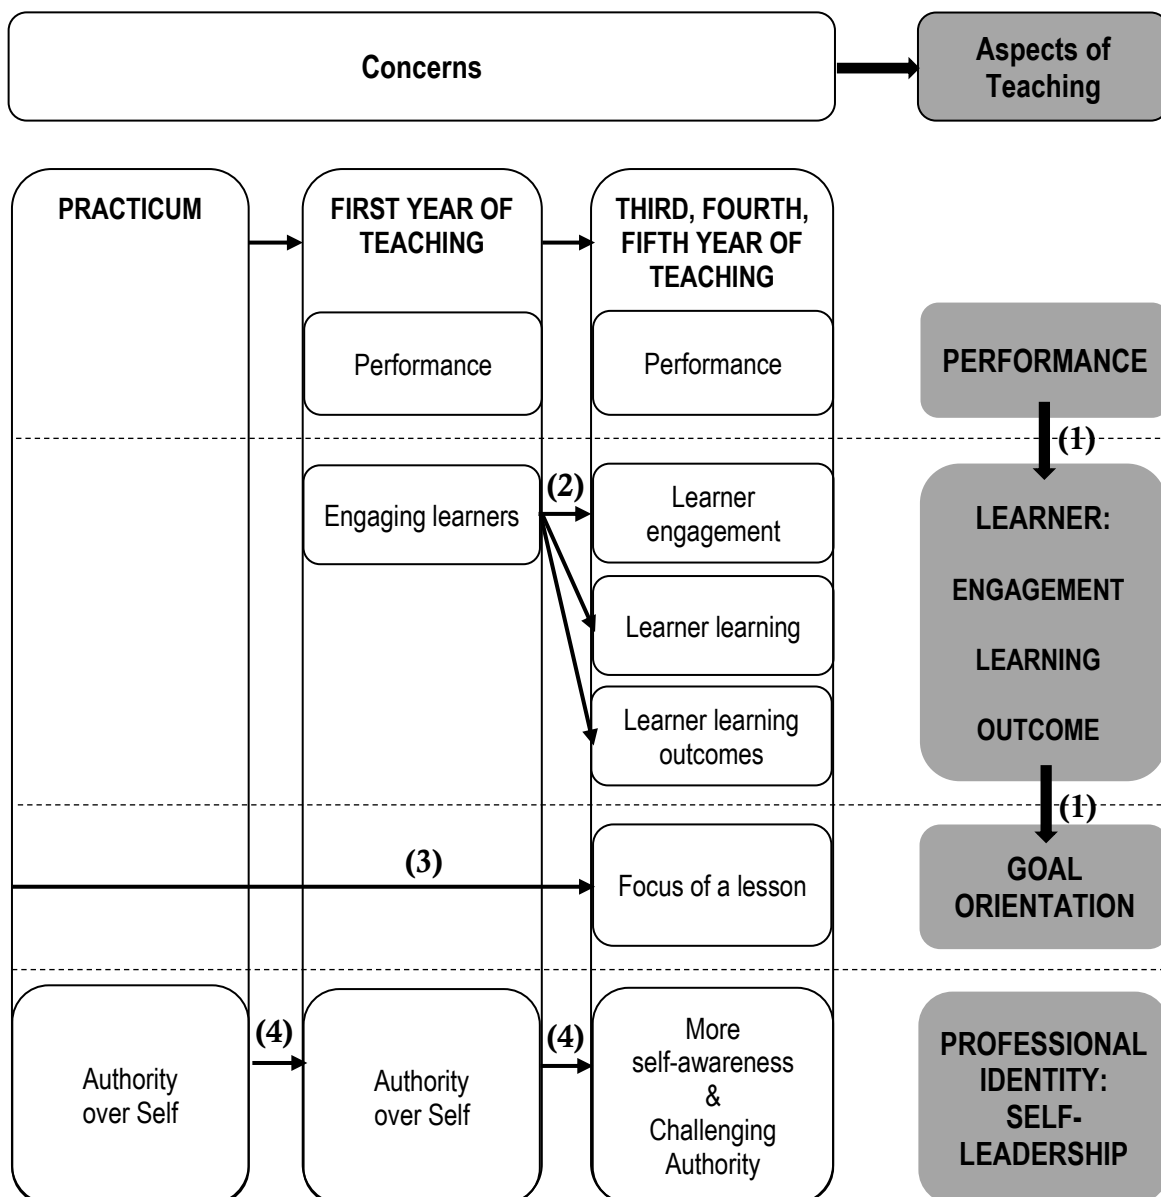 Concerns
Aspects of
Teaching
PRACTICUM
FIRST YEAR OF
TEACHING
THIRD, FOURTH,
FIFTH YEAR OF
TEACHING
Performance
Performance
PERFORMANCE
(1)
Engaging learners
(2)
Learner
engagement
Learner learning
Learner learning
outcomes
LEARNER:
ENGAGEMENT
LEARNING
OUTCOME
(1)
(3)
Focus of a lesson
GOAL
ORIENTATION
Authority
over Self
(4)
Authority
over Self
(4)
More
self-awareness
&
Challenging
Authority
PROFESSIONAL
IDENTITY:
SELF-
LEADERSHIP